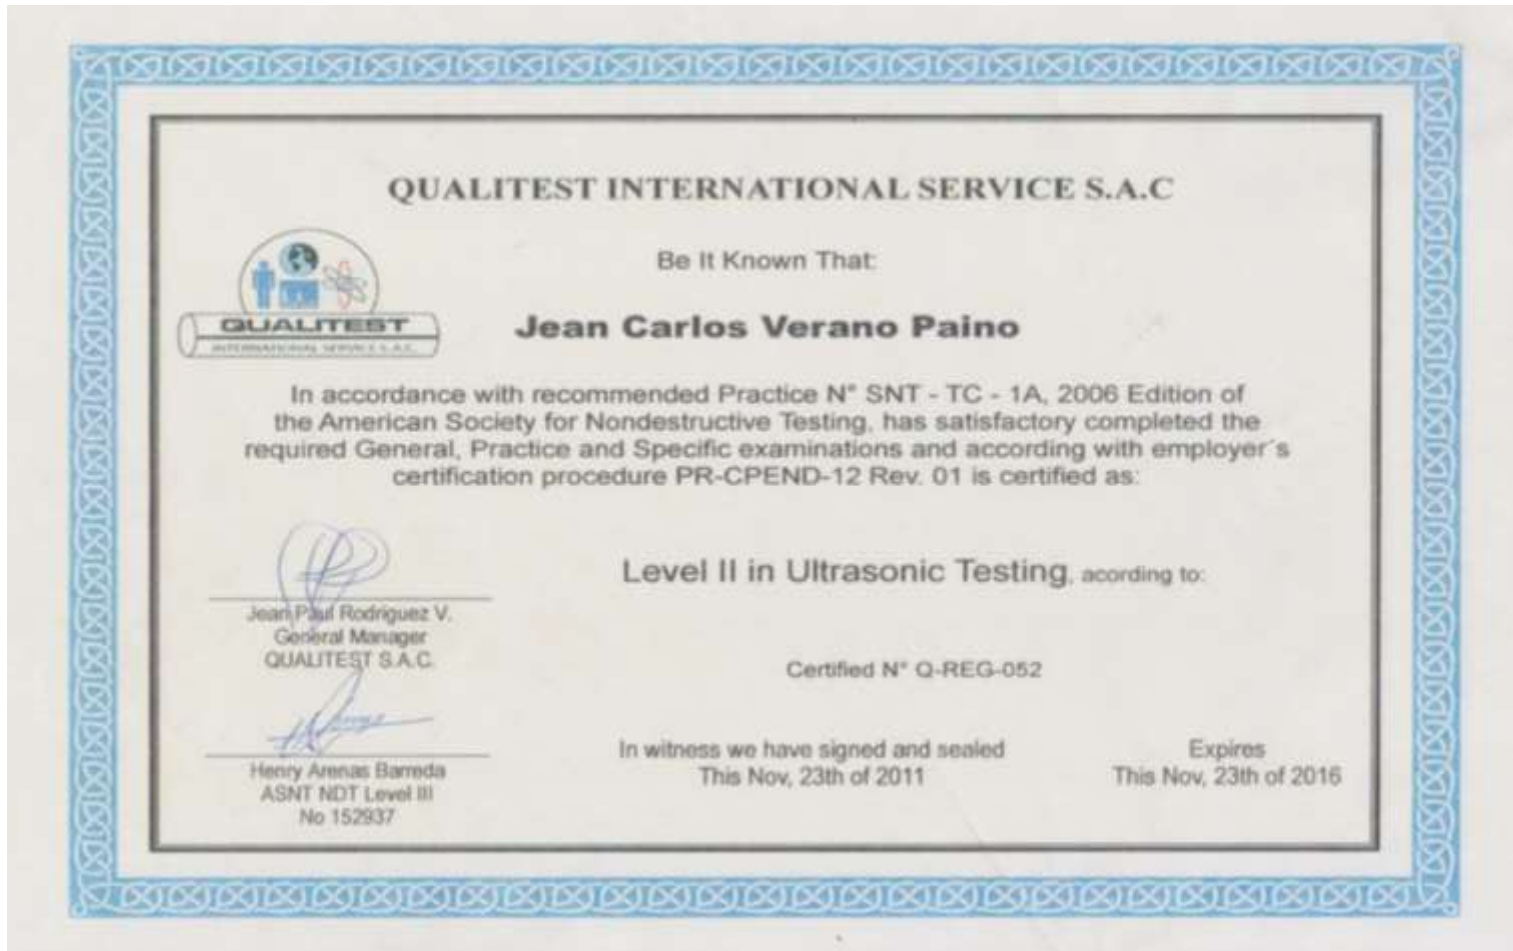 QUALITEST INTERNATIONAL SERVICE S.A.C
Be It Known That:
QUALITEST
INTERNATIONAL SERVICE S.A.C.
Jean Carlos Verano Paino
In accordance with recommended Practice N° SNT - TC - 1A, 2006 Edition of
the American Society for Nondestructive Testing, has satisfactory completed the
required General, Practice and Specific examinations and according with employer´s
certification procedure PR-CPEND-12 Rev. 01 is certified as:
Level II in Ultrasonic Testing, acording to:
Jean Paul Rodriguez V.
General Manager
QUALITEST S.A.C.
Certified N° Q-REG-052
Henry Arenas Barreda
ASNT NDT Level III
No 152937
In witness we have signed and sealed
This Nov, 23th of 2011
Expires
This Nov, 23th of 2016